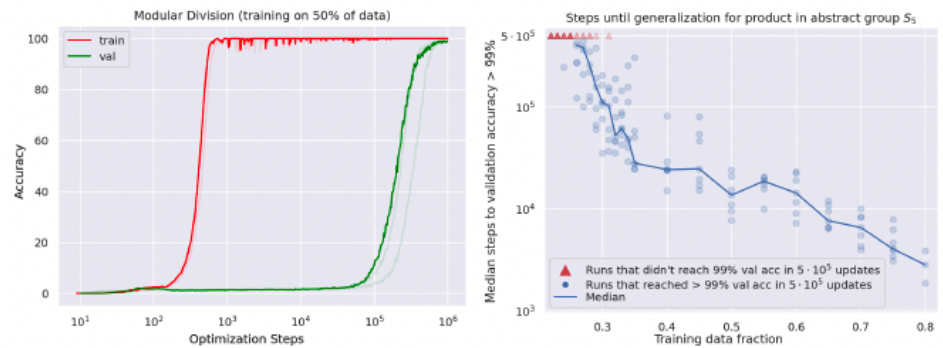 Modular Division (training on 50% of data)
100
80
60
40
20
0
Accuracy
train
val
10¹
10²
10³
10⁴
10⁵
10⁶
Optimization Steps
Steps until generalization for product in abstract group S₅
5 · 10⁵
10⁵
10⁴
10³
Median steps to validation accuracy > 99%
Runs that didn't reach 99% val acc in 5 · 10⁵ updates
Runs that reached > 99% val acc in 5 · 10⁵ updates
Median
0.3
0.4
0.5
0.6
0.7
0.8
Training data fraction